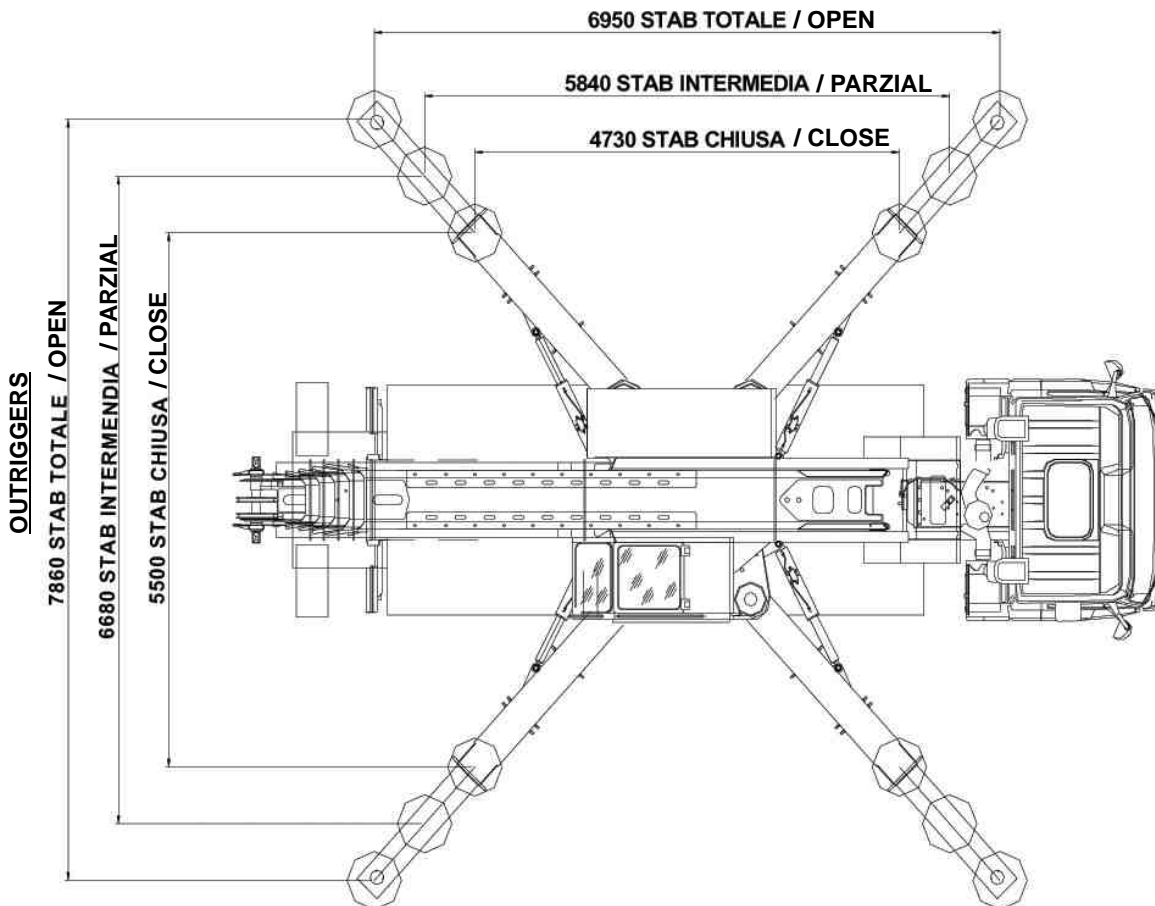 6950 STAB TOTALE / OPEN
5840 STAB INTERMEDIA / PARZIAL
4730 STAB CHIUSA / CLOSE
OUTRIGGERS
7860 STAB TOTALE / OPEN
6680 STAB INTERMENDIA / PARZIAL
5500 STAB CHIUSA / CLOSE